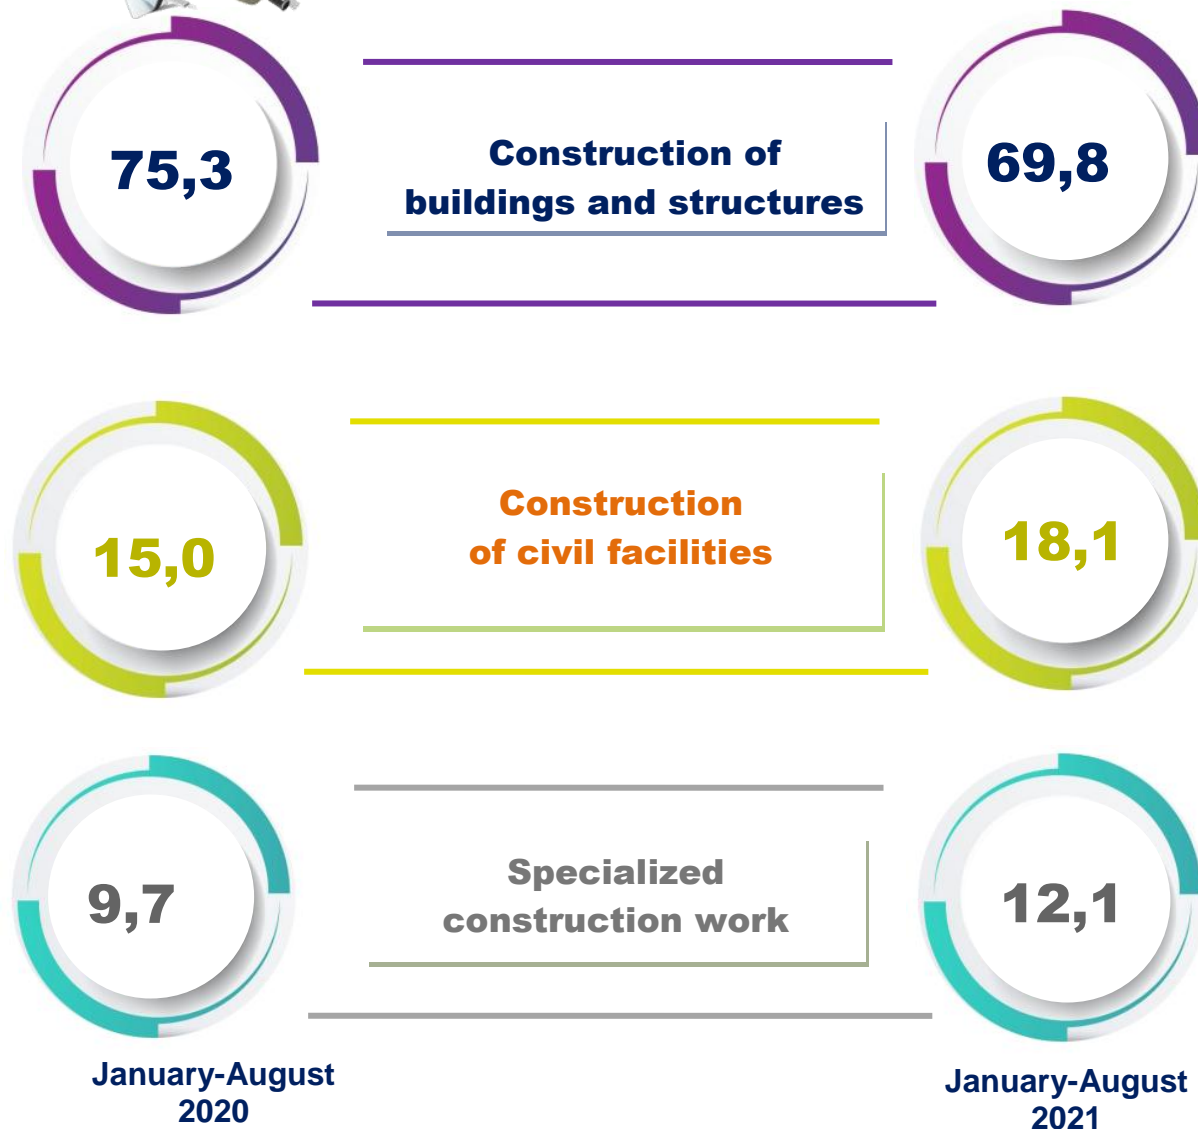 75,3
Construction of
buildings and structures
69,8
15,0
Construction
of civil facilities
18,1
9,7
Specialized
construction work
12,1
January-August
2020
January-August
2021